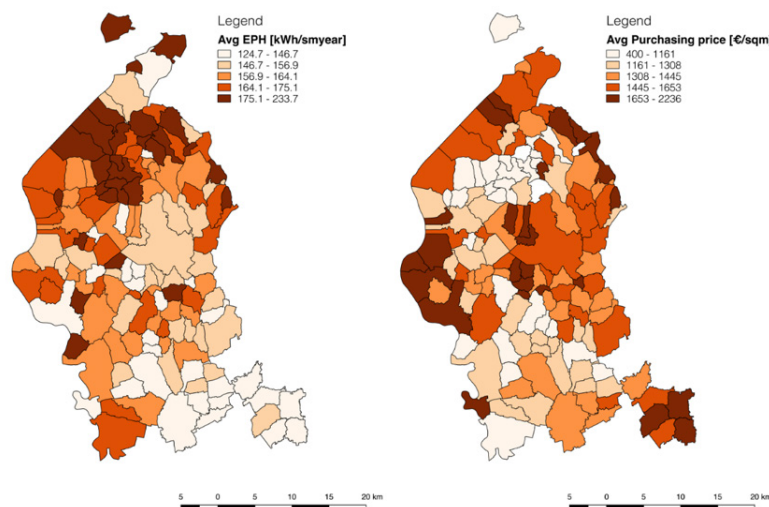 Legend
Avg EPH [kWh/smyear]
124.7 - 146.7
146.7 - 156.9
156.9 - 164.1
164.1 - 175.1
175.1 - 233.7
Legend
Avg Purchasing price [€/sqm
400 - 1161
1161 - 1308
1308 - 1445
1445 - 1653
1653 - 2236
5 0 5 10 15 20 km
5 0 5 10 15 20 km